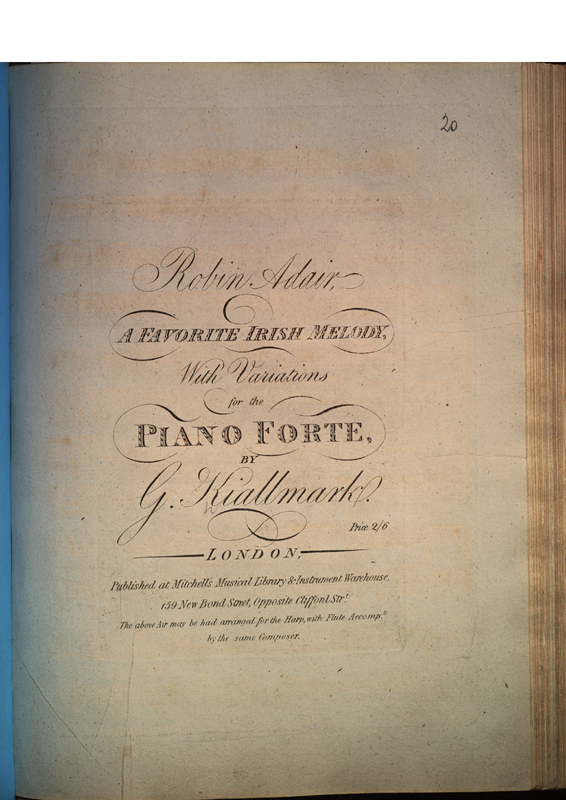 20
Robin Adair,
A FAVORITE IRISH MELODY,
With Variations
for the
PIANO FORTE,
BY
G. Kiallmark.
Price 2/6
LONDON,
Published at Mitchell's Musical Library & Instrument Warehouse,
159 New Bond Street, Opposite Clifford Strt.
The above Air may be had arranged for the Harp, with Flute Accompt.
by the same Composer.